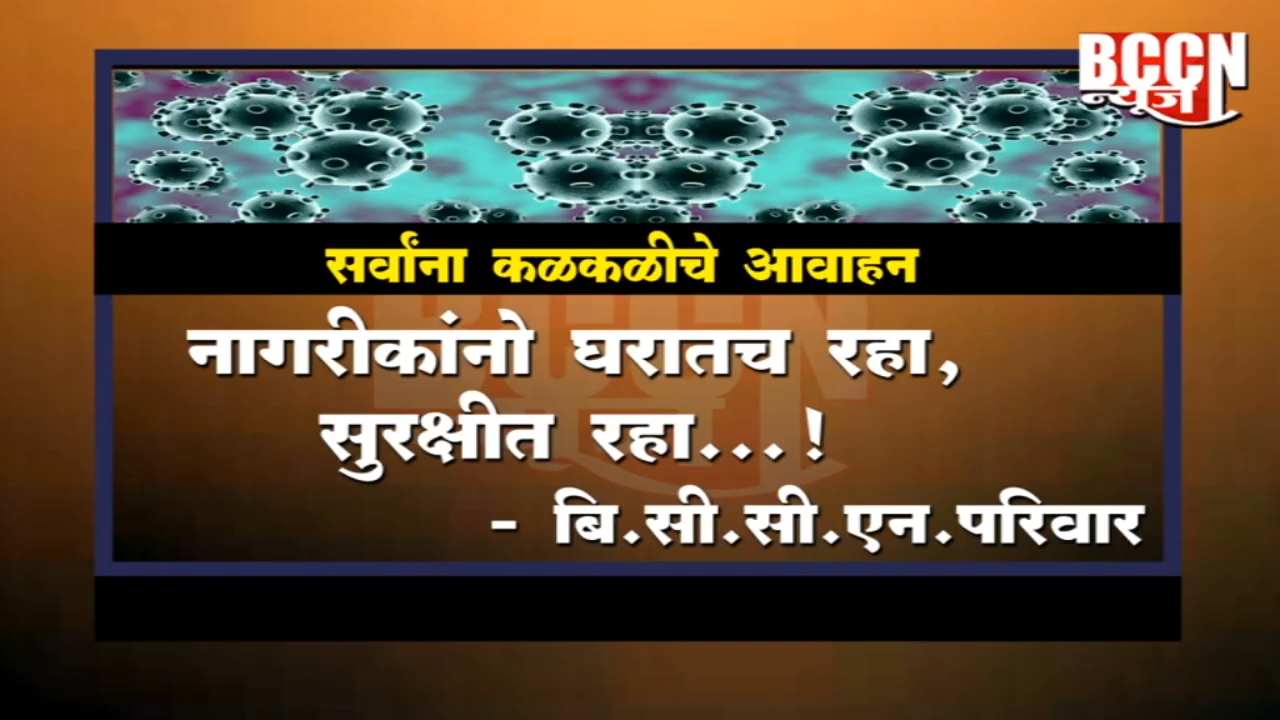 BCCN
न्यूज
सर्वांना कळकळीचे आवाहन
नागरीकांनो घरातच रहा,
सुरक्षीत रहा...!
- बि.सी.सी.एन.परिवार